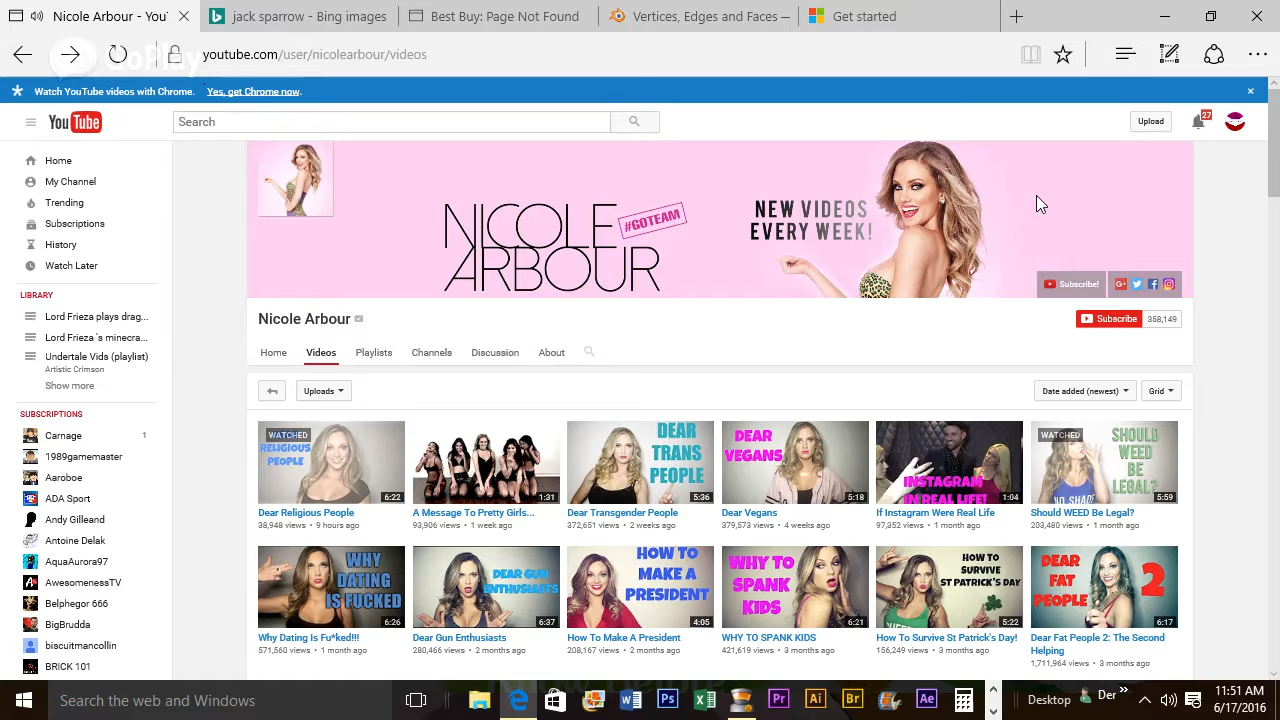 Nicole Arbour - YouT
jack sparrow - Bing images
Best Buy: Page Not Found
Vertices, Edges and Faces —
Get started
GoPlay
youtube.com/user/nicolearbour/videos
Watch YouTube videos with Chrome. Yes, get Chrome now.
YouTube
Search
Upload
27
Home
My Channel
Trending
Subscriptions
History
Watch Later
LIBRARY
Lord Frieza plays drag...
Lord Frieza 's minecra...
Undertale Vids (playlist)
Artistic Crimson
Show more
SUBSCRIPTIONS
Carnage 1
1989gamemaster
Aaroboe
ADA Sport
Andy Gilleand
Antoine Delak
AquaAurora97
AwesomenessTV
Belphegor 666
BigBrudda
biscuitmancollin
BRICK 101
NICOLE
ARBOUR
#GOTEAM
NEW VIDEOS
EVERY WEEK!
Subscribe!
Nicole Arbour
Subscribe 358,149
Home Videos Playlists Channels Discussion About
Uploads
Date added (newest)
Grid
WATCHED
RELIGIOUS
PEOPLE
6:22
Dear Religious People
38,948 views • 9 hours ago
1:31
A Message To Pretty Girls...
93,906 views • 1 week ago
DEAR
TRANS
PEOPLE
5:36
Dear Transgender People
372,651 views • 2 weeks ago
DEAR
VEGANS
5:18
Dear Vegans
379,573 views • 4 weeks ago
INSTAGRAM
IN REAL LIFE!
1:04
If Instagram Were Real Life
97,352 views • 1 month ago
WATCHED
SHOULD
WEED
BE
LEGAL?
NO SHADE
5:59
Should WEED Be Legal?
203,480 views • 1 month ago
WHY
DATING
IS FUCKED
6:26
Why Dating Is Fu*ked!!!
571,560 views • 1 month ago
DEAR GUN
ENTHUSIASTS
6:37
Dear Gun Enthusiasts
280,466 views • 2 months ago
HOW TO
MAKE A
PRESIDENT
4:05
How To Make A President
208,167 views • 2 months ago
WHY TO
SPANK
KIDS
6:21
WHY TO SPANK KIDS
421,619 views • 3 months ago
HOW TO
SURVIVE
ST PATRICK'S DAY
5:22
How To Survive St Patrick's Day!
156,249 views • 3 months ago
DEAR
FAT
PEOPLE
2
6:17
Dear Fat People 2: The Second
Helping
1,711,964 views • 3 months ago
Search the web and Windows
Desktop
Der
11:51 AM
6/17/2016